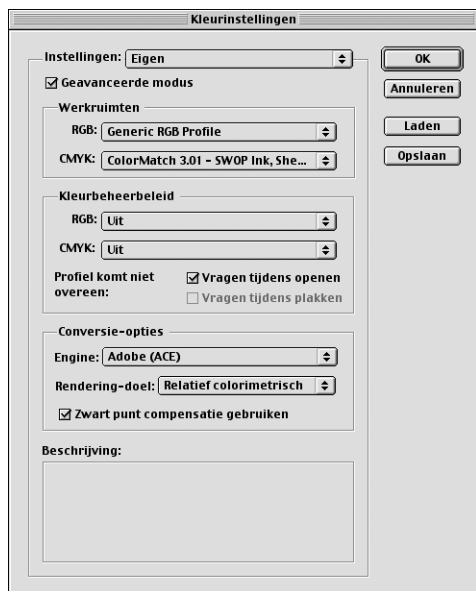 Kleurinstellingen
Instellingen: Eigen
OK
Geavanceerde modus
Annuleren
Werkruimten
RGB: Generic RGB Profile
Laden
CMYK: ColorMatch 3.01 – SWOP Ink, She...
Opslaan
Kleurbeheerbeleid
RGB: Uit
CMYK: Uit
Profiel komt niet overeen:
Vragen tijdens openen
Vragen tijdens plakken
Conversie-opties
Engine: Adobe (ACE)
Rendering-doel: Relatief colorimetrisch
Zwart punt compensatie gebruiken
Beschrijving: